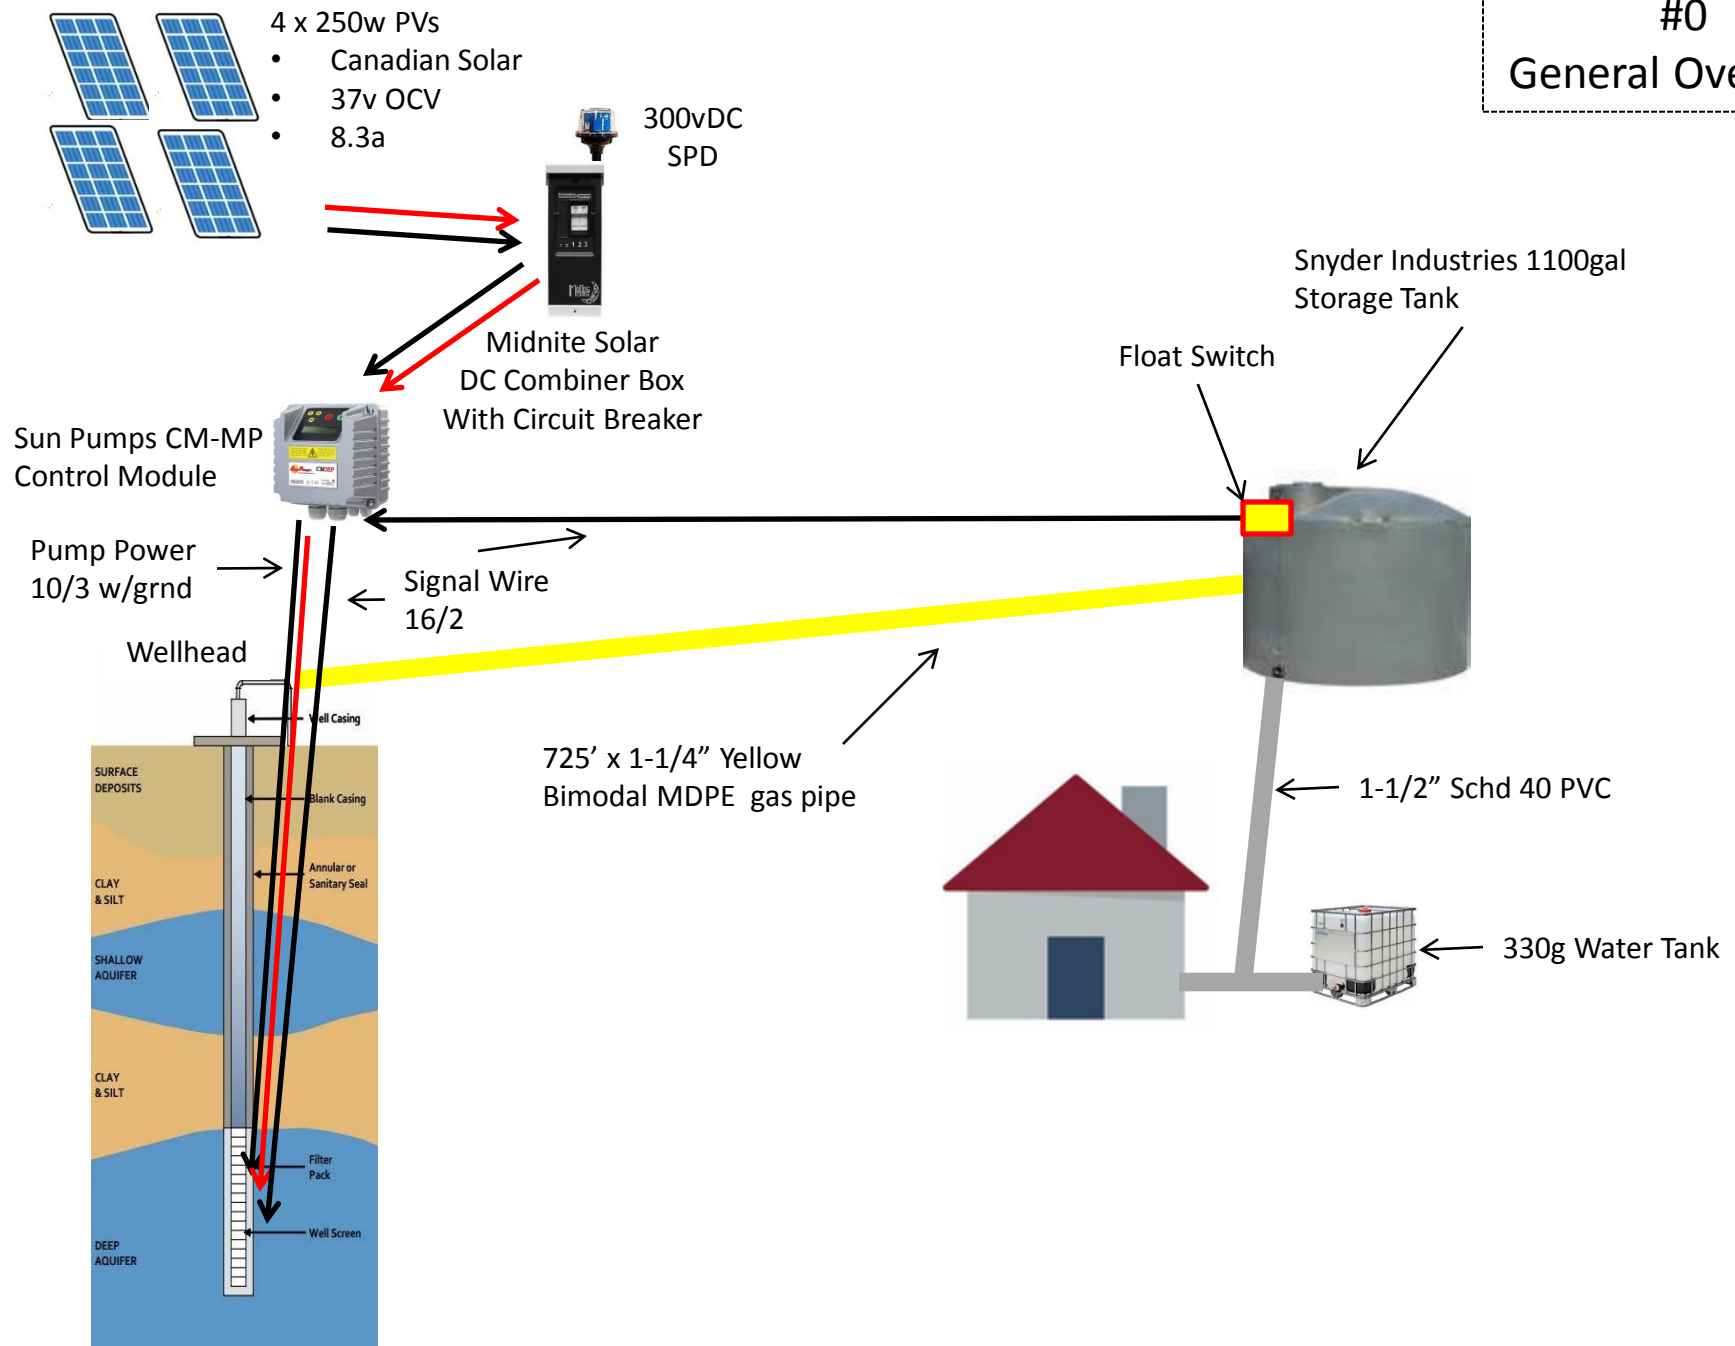 #0
General Ove
4 x 250w PVs
• Canadian Solar
• 37v OCV
• 8.3a
300vDC
SPD
Midnite Solar
DC Combiner Box
With Circuit Breaker
Snyder Industries 1100gal
Storage Tank
Float Switch
Sun Pumps CM-MP
Control Module
CMMP
Pump Power
10/3 w/grnd
Signal Wire
16/2
Wellhead
725’ x 1-1/4” Yellow
Bimodal MDPE gas pipe
1-1/2” Schd 40 PVC
330g Water Tank
Well Casing
SURFACE
DEPOSITS
Blank Casing
Annular or
Sanitary Seal
CLAY
& SILT
SHALLOW
AQUIFER
CLAY
& SILT
Filter
Pack
Well Screen
DEEP
AQUIFER